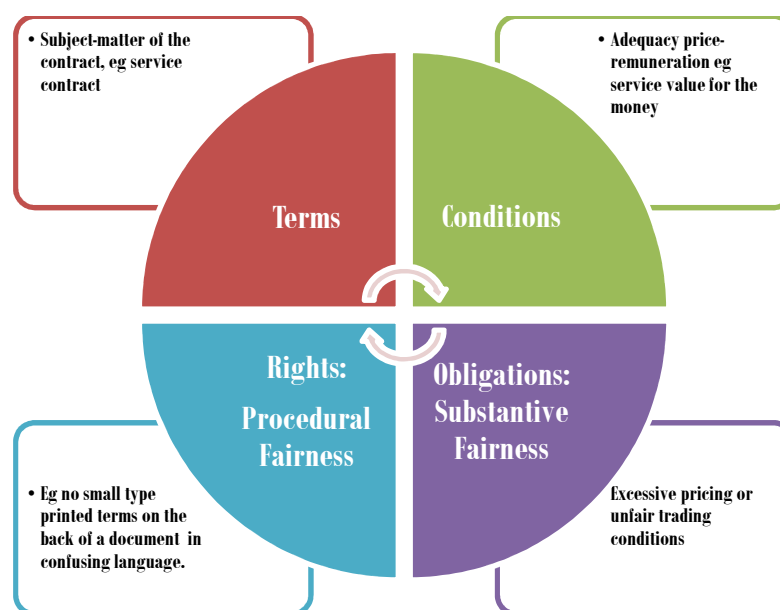 • Subject-matter of the
contract, eg service
contract
• Adequacy price-
remuneration eg
service value for the
money
Terms
Conditions
Rights:
Procedural
Fairness
Obligations:
Substantive
Fairness
• Eg no small type
printed terms on the
back of a document in
confusing language.
Excessive pricing or
unfair trading
conditions